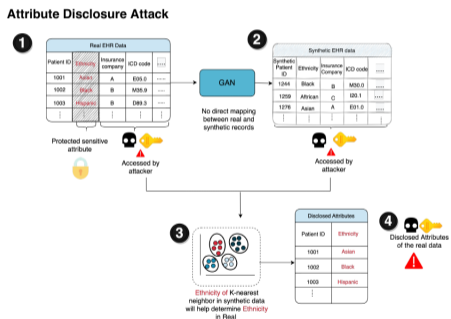 Attribute Disclosure Attack
1
Real EHR Data
Patient ID Ethnicity Insurance company ICD code ....
1001 Asian A E05.0 ....
1002 Black B M35.9 ....
1003 Hispanic B D89.3 ....
Protected sensitive
attribute
Accessed by
attacker
GAN
No direct mapping
between real and
synthetic records
2
Synthetic EHR data
Synthetic Patient ID Ethnicity Insurance Company ICD code
1244 Black B M30.0 ....
1259 Aftrican C I20.1 ....
1276 Asian A E01.0 ....
Accessed by
attacker
3
Ethnicity of K-nearest
neighbor in synthetic data
will help determine Ethnicity
in Real
Disclosed Attributes
Patient ID Ethnicity
1001 Asian
1002 Black
1003 Hispanic
4
Disclosed Attributes
of the real data